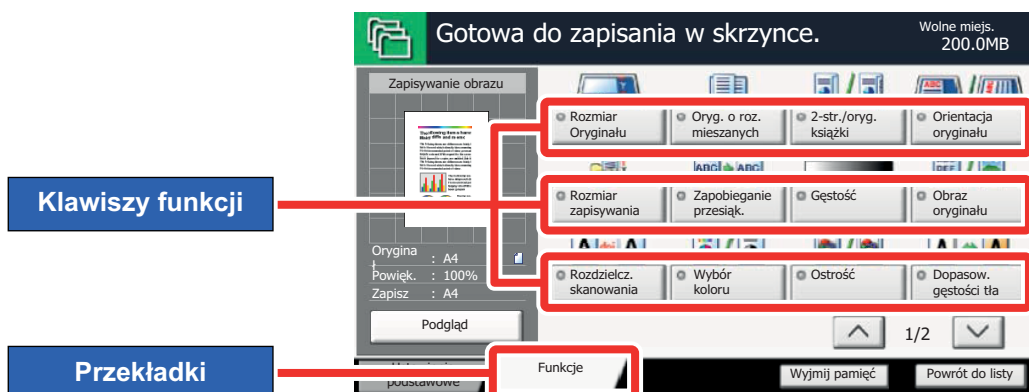 Gotowa do zapisania w skrzynce.
Wolne miejs.
200.0MB
Zapisywanie obrazu
Rozmiar
Oryginału
Oryg. o roz.
mieszanych
2-str./oryg.
książki
Orientacja
oryginału
Klawiszy funkcji
Rozmiar
zapisywania
Zapobieganie
przesiąk.
Gęstość
Obraz
oryginału
Orygina : A4
Powięk. : 100%
Zapisz : A4
Rozdzielcz.
skanowania
Wybór
koloru
Ostrość
Dopasow.
gęstości tła
Podgląd
1/2
Przekładki
podstawowe
Funkcje
Wyjmij pamięć
Powrót do listy